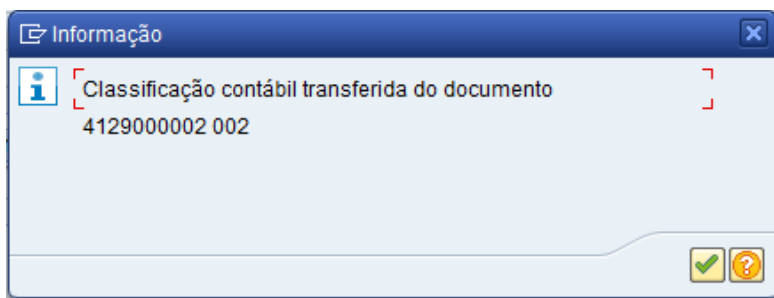 Informação
Classificação contábil transferida do documento
4129000002 002